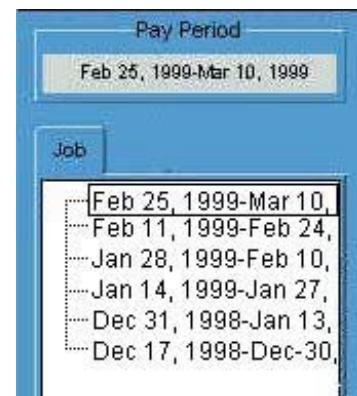 Pay Period
Feb 25, 1999-Mar 10, 1999
Job
Feb 25, 1999-Mar 10,
Feb 11, 1999-Feb 24,
Jan 28, 1999-Feb 10,
Jan 14, 1999-Jan 27,
Dec 31, 1998-Jan 13,
Dec 17, 1998-Dec-30,